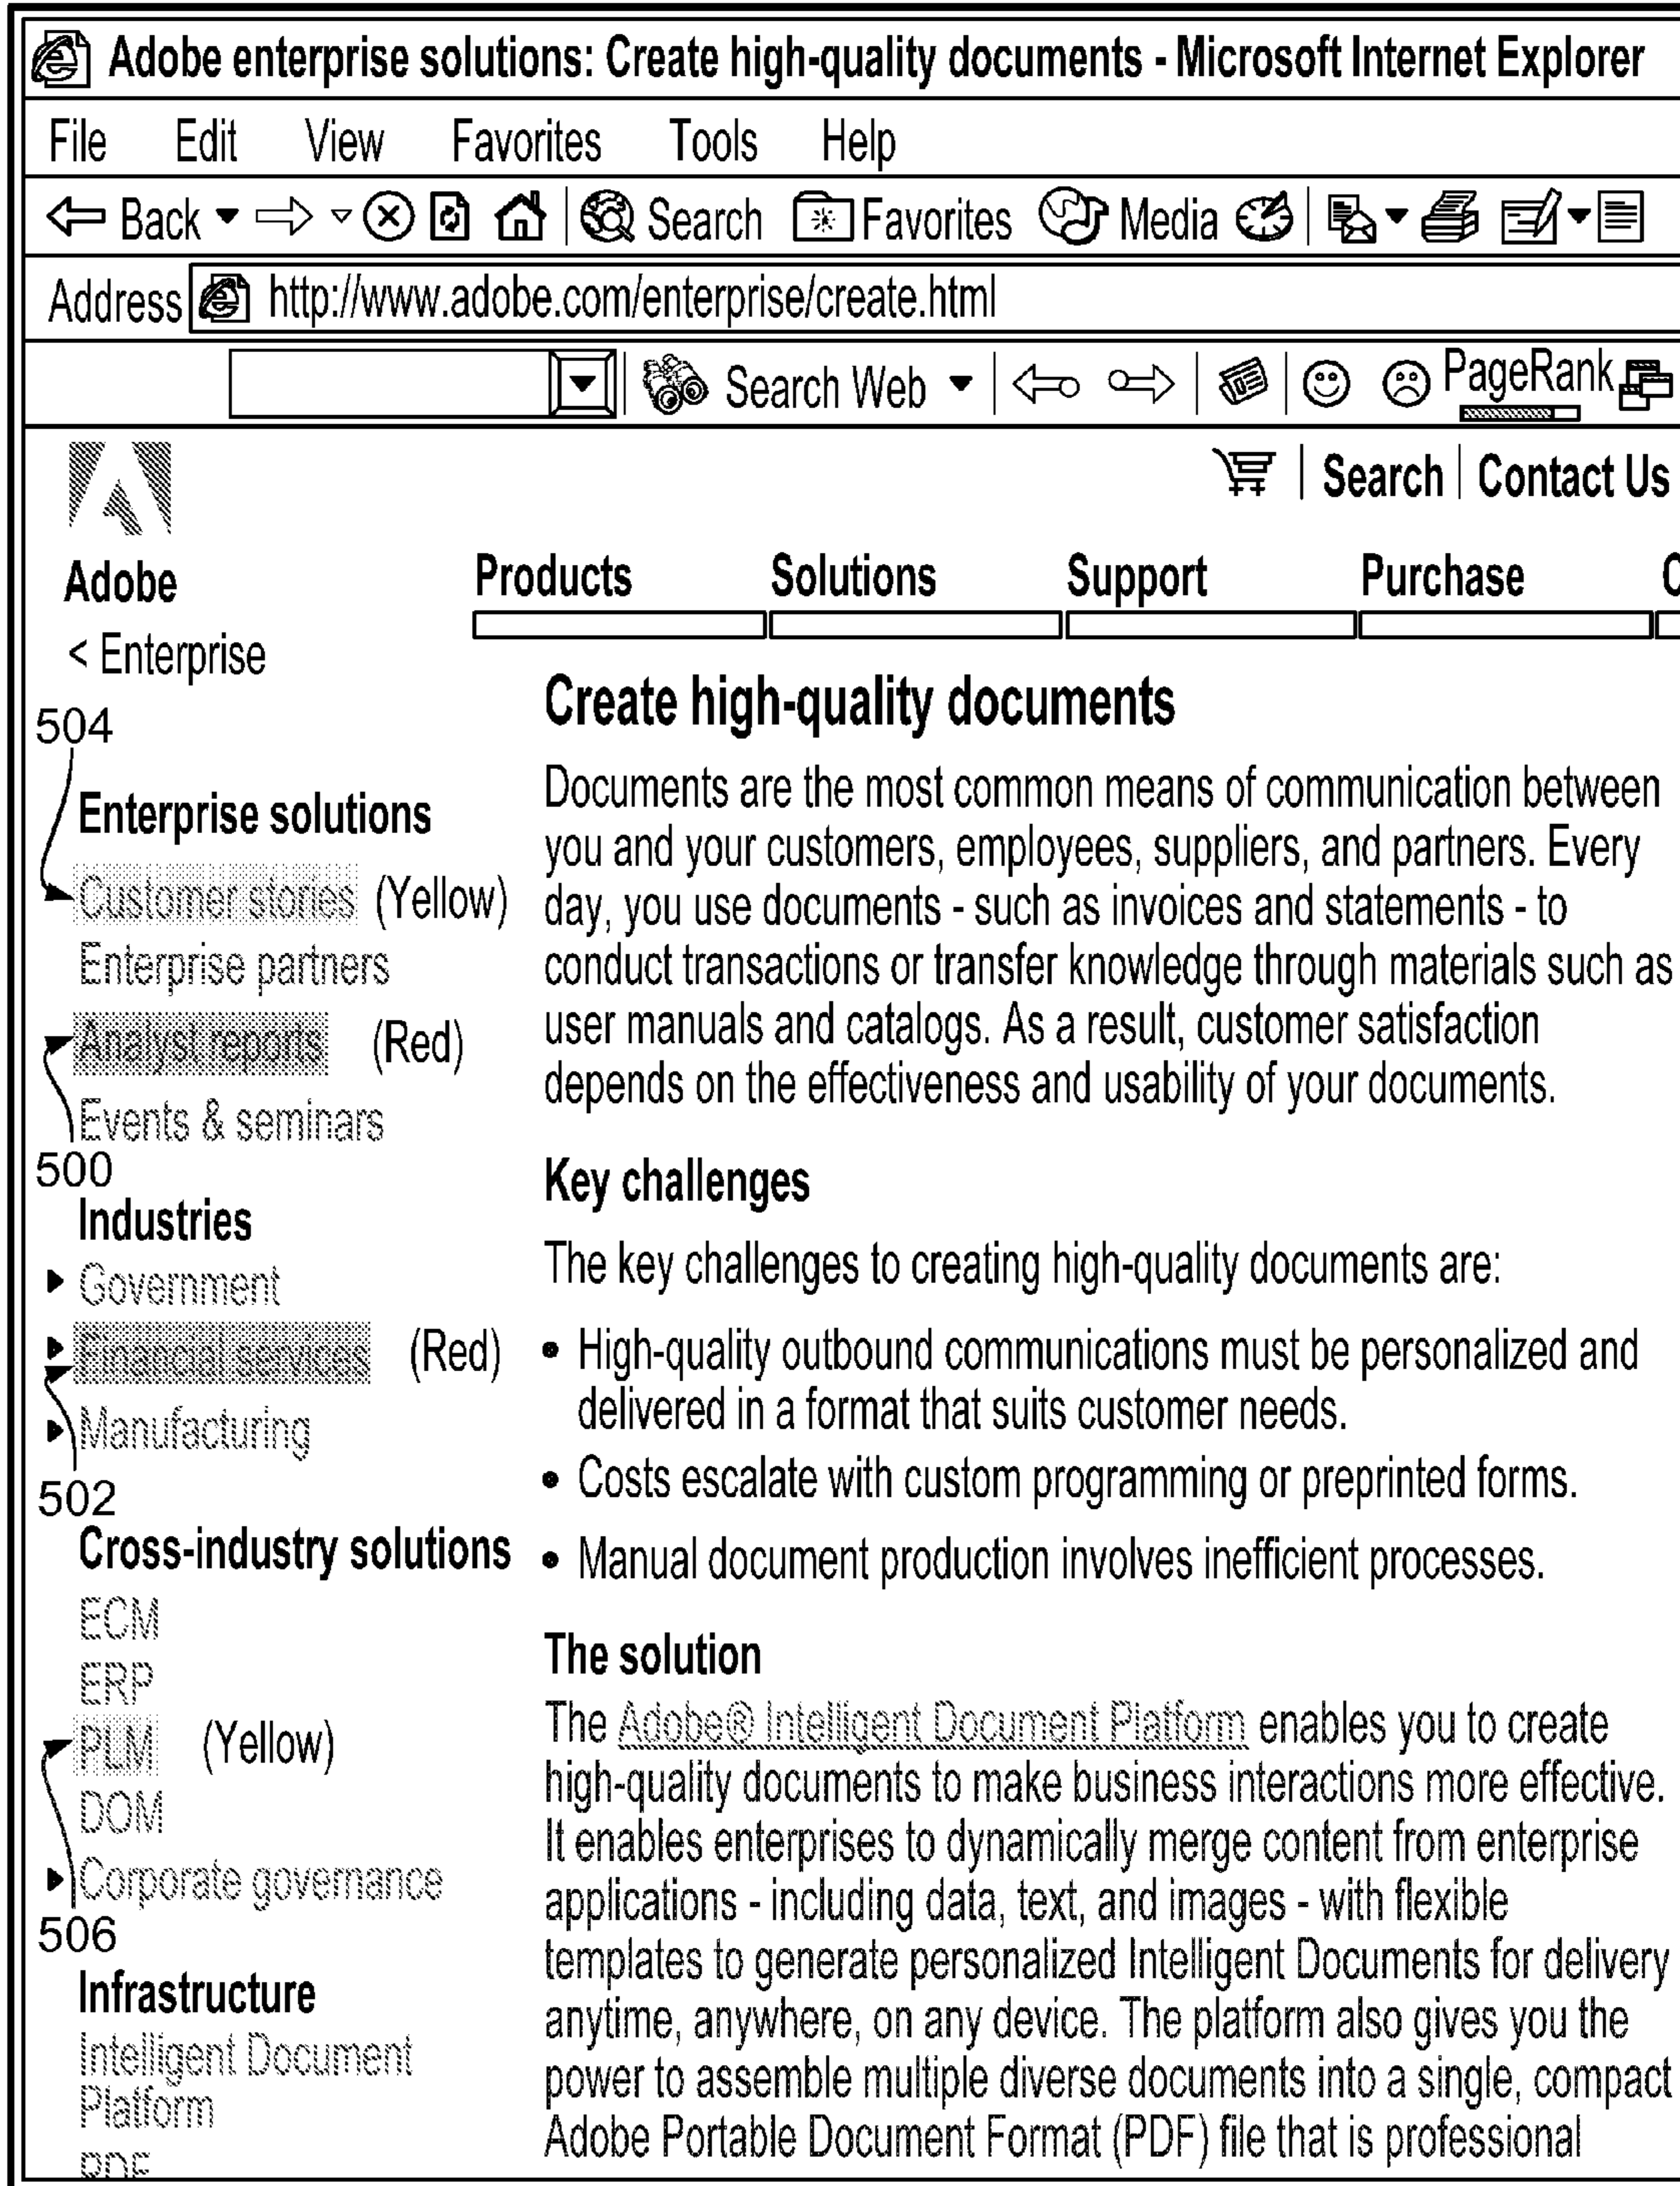 Adobe enterprise solutions: Create high-quality documents - Microsoft Internet Explorer
File Edit View Favorites Tools Help
Back Search Favorites Media
Address http://www.adobe.com/enterprise/create.html
Search Web PageRank
Search | Contact Us
Adobe
Products Solutions Support Purchase
< Enterprise
504
Enterprise solutions
Customer stories (Yellow)
Enterprise partners
Analyst reports (Red)
Events & seminars
500
Industries
Government
Financial services (Red)
Manufacturing
502
Cross-industry solutions
ECM
ERP
PLM (Yellow)
DOM
Corporate governance
506
Infrastructure
Intelligent Document
Platform
PDF
Create high-quality documents
Documents are the most common means of communication between
you and your customers, employees, suppliers, and partners. Every
day, you use documents - such as invoices and statements - to
conduct transactions or transfer knowledge through materials such as
user manuals and catalogs. As a result, customer satisfaction
depends on the effectiveness and usability of your documents.
Key challenges
The key challenges to creating high-quality documents are:
• High-quality outbound communications must be personalized and
delivered in a format that suits customer needs.
• Costs escalate with custom programming or preprinted forms.
• Manual document production involves inefficient processes.
The solution
The Adobe® Intelligent Document Platform enables you to create
high-quality documents to make business interactions more effective.
It enables enterprises to dynamically merge content from enterprise
applications - including data, text, and images - with flexible
templates to generate personalized Intelligent Documents for delivery
anytime, anywhere, on any device. The platform also gives you the
power to assemble multiple diverse documents into a single, compact
Adobe Portable Document Format (PDF) file that is professional